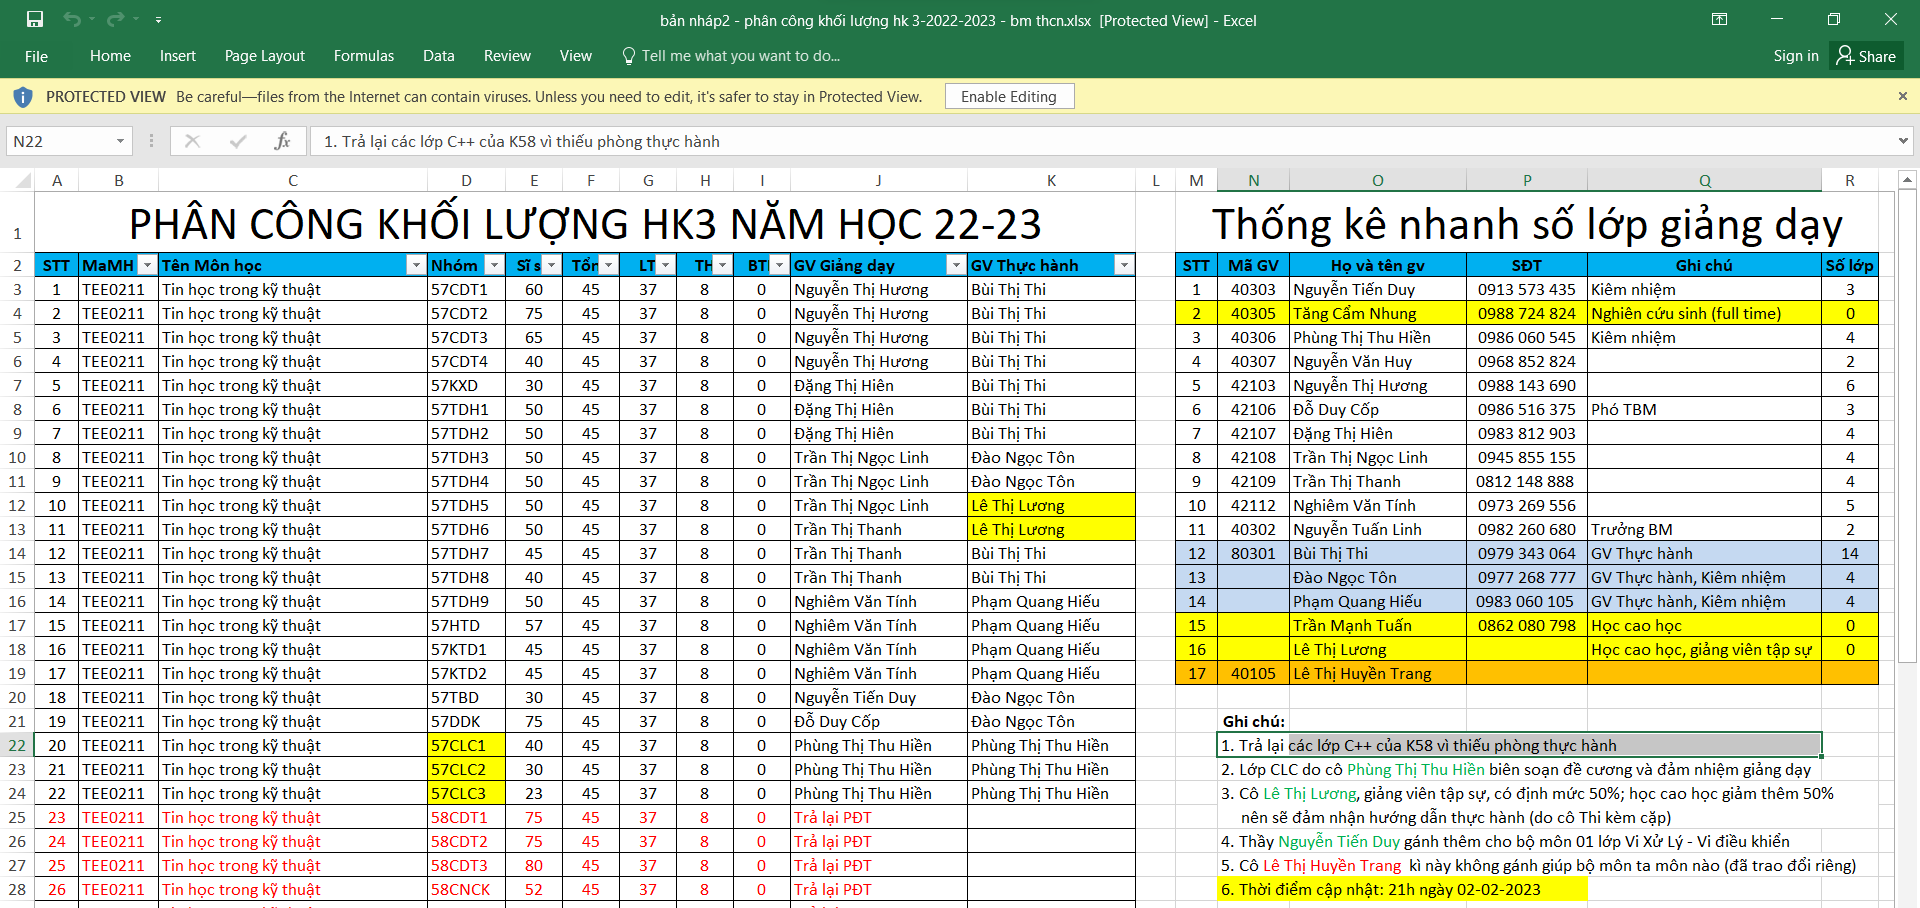 bản nháp2 - phân công khối lượng hk 3-2022-2023 - bm thcn.xlsx [Protected View] - Excel
File Home Insert Page Layout Formulas Data Review View Tell me what you want to do... Sign in Share
PROTECTED VIEW Be careful—files from the Internet can contain viruses. Unless you need to edit, it's safer to stay in Protected View. Enable Editing
N22 fx 1. Trả lại các lớp C++ của K58 vì thiếu phòng thực hành
A B C D E F G H I J K L M N O P Q R
1 PHÂN CÔNG KHỐI LƯỢNG HK3 NĂM HỌC 22-23 Thống kê nhanh số lớp giảng dạy
2 STT MaMH Tên Môn học Nhóm Sĩ s Tổn LT TH BT GV Giảng dạy GV Thực hành STT Mã GV Họ và tên gv SĐT Ghi chú Số lớp
3 1 TEE0211 Tin học trong kỹ thuật 57CDT1 60 45 37 8 0 Nguyễn Thị Hương Bùi Thị Thi 1 40303 Nguyễn Tiến Duy 0913 573 435 Kiêm nhiệm 3
4 2 TEE0211 Tin học trong kỹ thuật 57CDT2 75 45 37 8 0 Nguyễn Thị Hương Bùi Thị Thi 2 40305 Tăng Cẩm Nhung 0988 724 824 Nghiên cứu sinh (full time) 0
5 3 TEE0211 Tin học trong kỹ thuật 57CDT3 65 45 37 8 0 Nguyễn Thị Hương Bùi Thị Thi 3 40306 Phùng Thị Thu Hiền 0986 060 545 Kiêm nhiệm 4
6 4 TEE0211 Tin học trong kỹ thuật 57CDT4 40 45 37 8 0 Nguyễn Thị Hương Bùi Thị Thi 4 40307 Nguyễn Văn Huy 0968 852 824 2
7 5 TEE0211 Tin học trong kỹ thuật 57KXD 30 45 37 8 0 Đặng Thị Hiên Bùi Thị Thi 5 42103 Nguyễn Thị Hương 0988 143 690 6
8 6 TEE0211 Tin học trong kỹ thuật 57TDH1 50 45 37 8 0 Đặng Thị Hiên Bùi Thị Thi 6 42106 Đỗ Duy Cốp 0986 516 375 Phó TBM 3
9 7 TEE0211 Tin học trong kỹ thuật 57TDH2 50 45 37 8 0 Đặng Thị Hiên Bùi Thị Thi 7 42107 Đặng Thị Hiên 0983 812 903 4
10 8 TEE0211 Tin học trong kỹ thuật 57TDH3 50 45 37 8 0 Trần Thị Ngọc Linh Đào Ngọc Tôn 8 42108 Trần Thị Ngọc Linh 0945 855 155 4
11 9 TEE0211 Tin học trong kỹ thuật 57TDH4 50 45 37 8 0 Trần Thị Ngọc Linh Đào Ngọc Tôn 9 42109 Trần Thị Thanh 0812 148 888 4
12 10 TEE0211 Tin học trong kỹ thuật 57TDH5 50 45 37 8 0 Trần Thị Ngọc Linh Lê Thị Lương 10 42112 Nghiêm Văn Tính 0973 269 556 5
13 11 TEE0211 Tin học trong kỹ thuật 57TDH6 50 45 37 8 0 Trần Thị Thanh Lê Thị Lương 11 40302 Nguyễn Tuấn Linh 0982 260 680 Trưởng BM 2
14 12 TEE0211 Tin học trong kỹ thuật 57TDH7 45 45 37 8 0 Trần Thị Thanh Bùi Thị Thi 12 80301 Bùi Thị Thi 0979 343 064 GV Thực hành 14
15 13 TEE0211 Tin học trong kỹ thuật 57TDH8 40 45 37 8 0 Trần Thị Thanh Bùi Thị Thi 13 Đào Ngọc Tôn 0977 268 777 GV Thực hành, Kiêm nhiệm 4
16 14 TEE0211 Tin học trong kỹ thuật 57TDH9 50 45 37 8 0 Nghiêm Văn Tính Phạm Quang Hiếu 14 Phạm Quang Hiếu 0983 060 105 GV Thực hành, Kiêm nhiệm 4
17 15 TEE0211 Tin học trong kỹ thuật 57HTD 57 45 37 8 0 Nghiêm Văn Tính Phạm Quang Hiếu 15 Trần Mạnh Tuấn 0862 080 798 Học cao học 0
18 16 TEE0211 Tin học trong kỹ thuật 57KTD1 45 45 37 8 0 Nghiêm Văn Tính Phạm Quang Hiếu 16 Lê Thị Lương Học cao học, giảng viên tập sự 0
19 17 TEE0211 Tin học trong kỹ thuật 57KTD2 45 45 37 8 0 Nghiêm Văn Tính Phạm Quang Hiếu 17 40105 Lê Thị Huyền Trang
20 18 TEE0211 Tin học trong kỹ thuật 57TBD 30 45 37 8 0 Nguyễn Tiến Duy Đào Ngọc Tôn
21 19 TEE0211 Tin học trong kỹ thuật 57DDK 75 45 37 8 0 Đỗ Duy Cốp Đào Ngọc Tôn Ghi chú:
22 20 TEE0211 Tin học trong kỹ thuật 57CLC1 40 45 37 8 0 Phùng Thị Thu Hiền Phùng Thị Thu Hiền 1. Trả lại các lớp C++ của K58 vì thiếu phòng thực hành
23 21 TEE0211 Tin học trong kỹ thuật 57CLC2 30 45 37 8 0 Phùng Thị Thu Hiền Phùng Thị Thu Hiền 2. Lớp CLC do cô Phùng Thị Thu Hiền biên soạn đề cương và đảm nhiệm giảng dạy
24 22 TEE0211 Tin học trong kỹ thuật 57CLC3 23 45 37 8 0 Phùng Thị Thu Hiền Phùng Thị Thu Hiền 3. Cô Lê Thị Lương, giảng viên tập sự, có định mức 50%; học cao học giảm thêm 50%
25 23 TEE0211 Tin học trong kỹ thuật 58CDT1 75 45 37 8 0 Trả lại PĐT nên sẽ đảm nhận hướng dẫn thực hành (do cô Thi kèm cặp)
26 24 TEE0211 Tin học trong kỹ thuật 58CDT2 75 45 37 8 0 Trả lại PĐT 4. Thầy Nguyễn Tiến Duy gánh thêm cho bộ môn 01 lớp Vi Xử Lý - Vi điều khiển
27 25 TEE0211 Tin học trong kỹ thuật 58CDT3 80 45 37 8 0 Trả lại PĐT 5. Cô Lê Thị Huyền Trang kì này không gánh giúp bộ môn ta môn nào (đã trao đổi riêng)
28 26 TEE0211 Tin học trong kỹ thuật 58CNCK 52 45 37 8 0 Trả lại PĐT 6. Thời điểm cập nhật: 21h ngày 02-02-2023